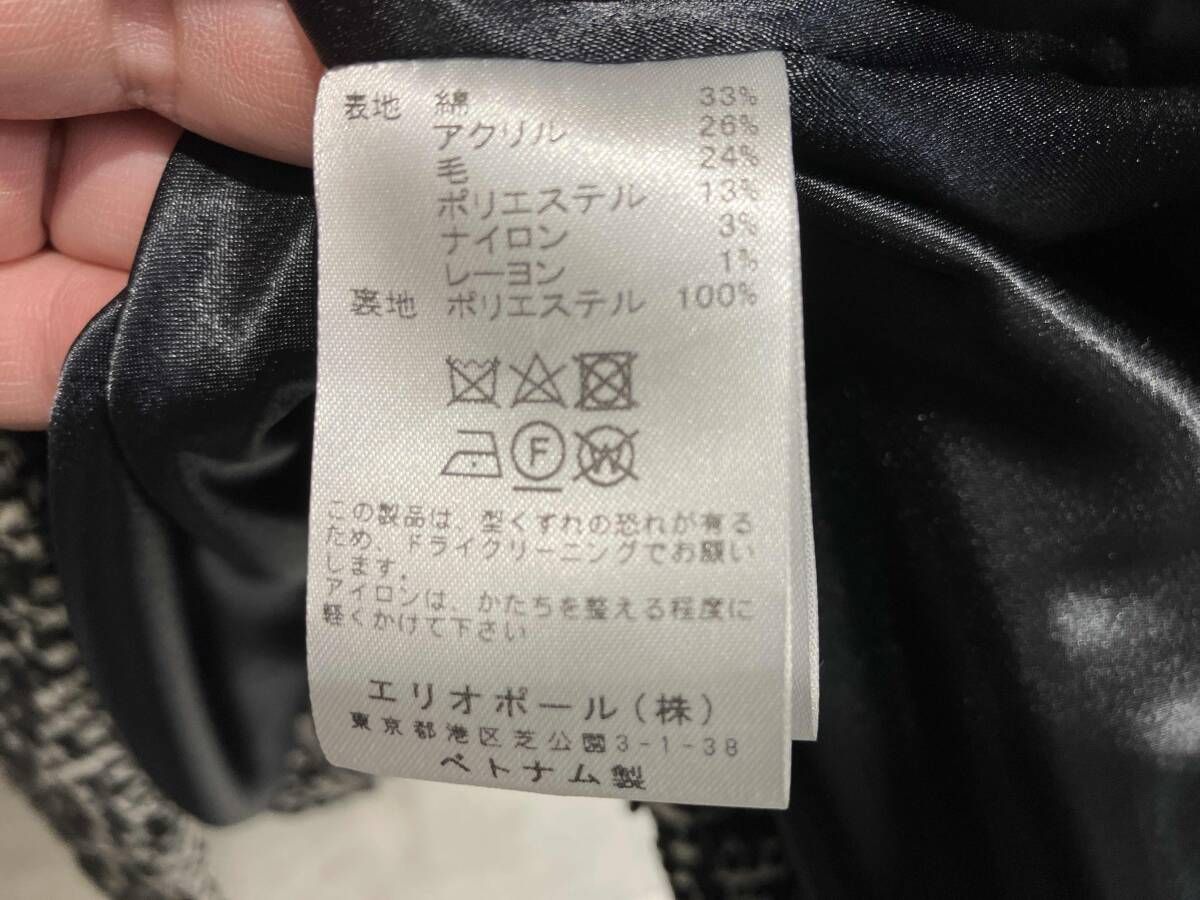 表地 綿 33%
アクリル 26%
毛 24%
ポリエステル 13%
ナイロン 3%
レーヨン 1%
裏地 ポリエステル 100%
F W
この製品は、型くずれの恐れが有る
ため、ドライクリーニングでお願い
します。
アイロンは、かたちを整える程度に
軽くかけて下さい
エリオポール(株)
東京都港区芝公園3-1-38
ベトナム製